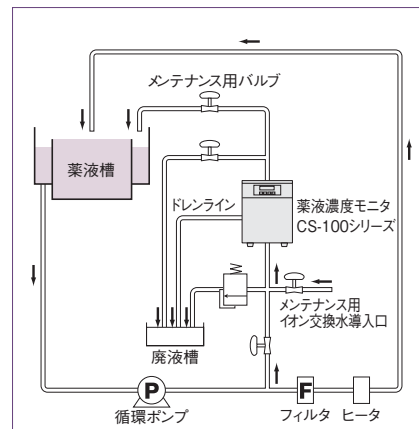 メンテナンス用バルブ
薬液槽
ドレンライン
薬液濃度モニタ
CS-100シリーズ
メンテナンス用
イオン交換水導入口
廃液槽
P
循環ポンプ
F
フィルタ
ヒータ